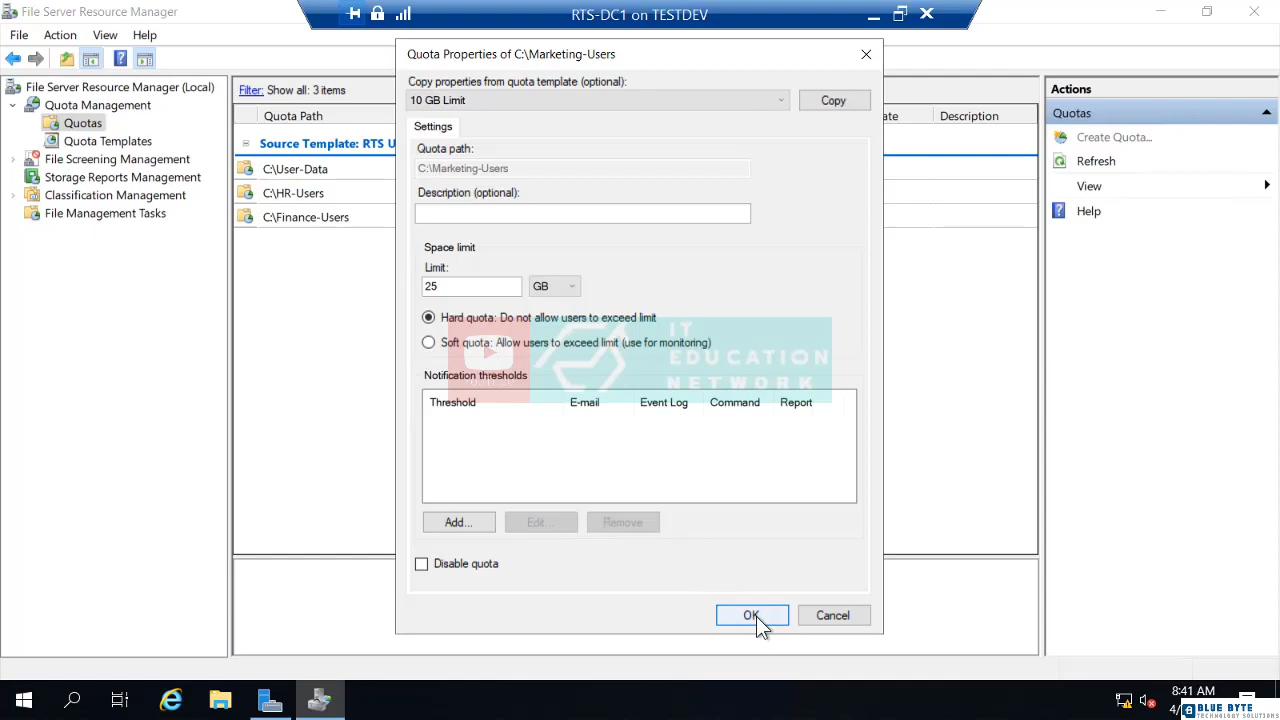 File Server Resource Manager
RTS-DC1 on TESTDEV
File Action View Help
File Server Resource Manager (Local)
Quota Management
Quotas
Quota Templates
File Screening Management
Storage Reports Management
Classification Management
File Management Tasks
Filter: Show all: 3 items
Quota Path
ate
Description
Source Template: RTS U
C:\User-Data
C:\HR-Users
C:\Finance-Users
Quota Properties of C:\Marketing-Users
Copy properties from quota template (optional):
10 GB Limit
Copy
Settings
Quota path:
C:\Marketing-Users
Description (optional):
Space limit
Limit:
25 GB
Hard quota: Do not allow users to exceed limit
Soft quota: Allow users to exceed limit (use for monitoring)
IT
EDUCATION
NETWORK
Notification thresholds
Threshold E-mail Event Log Command Report
Add... Edit... Remove
Disable quota
OK Cancel
Actions
Quotas
Create Quota...
Refresh
View
Help
8:41 AM
4/
BLUE BYTE
TECHNOLOGY SOLUTIONS